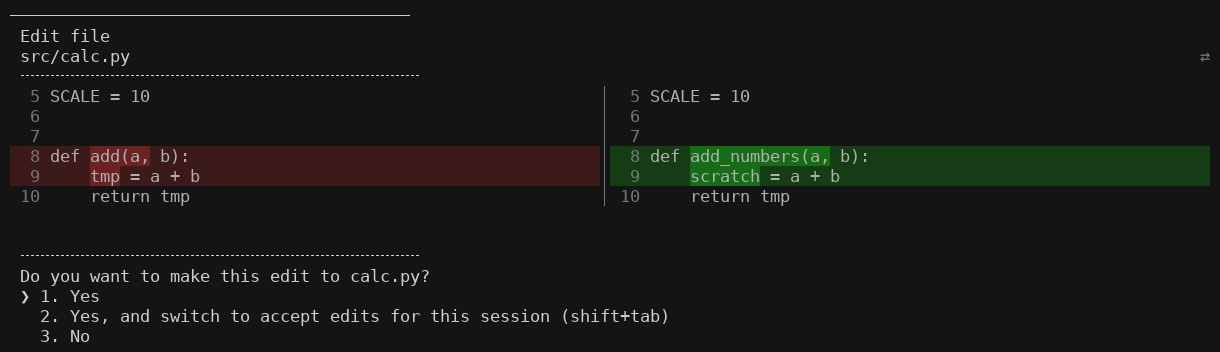 Edit file
src/calc.py ⇄
5 SCALE = 10 5 SCALE = 10
6 6
7 7
8 def add(a, b): 8 def add_numbers(a, b):
9     tmp = a + b 9     scratch = a + b
10     return tmp 10     return tmp
Do you want to make this edit to calc.py?
❯ 1. Yes
2. Yes, and switch to accept edits for this session (shift+tab)
3. No